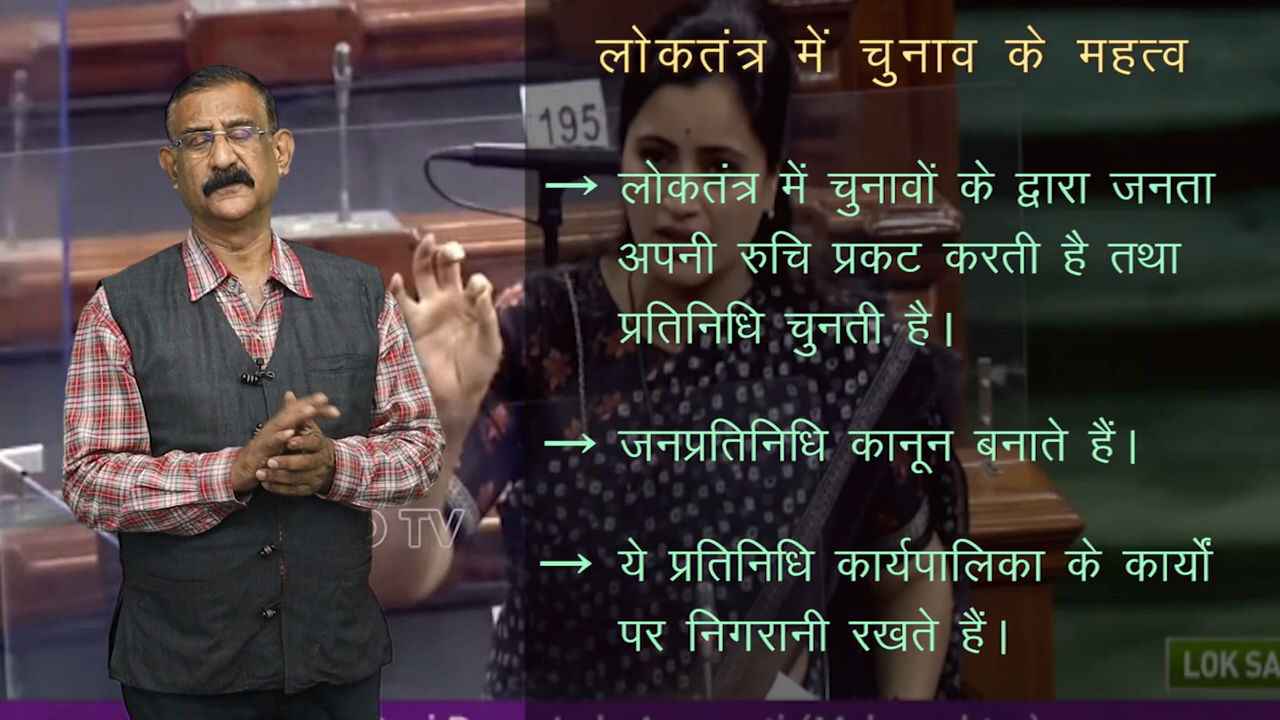 लोकतंत्र में चुनाव के महत्व
195
→ लोकतंत्र में चुनावों के द्वारा जनता
अपनी रुचि प्रकट करती है तथा
प्रतिनिधि चुनती है।
→ जनप्रतिनिधि कानून बनाते हैं।
TV
→ ये प्रतिनिधि कार्यपालिका के कार्यों
पर निगरानी रखते हैं।
LOK SA